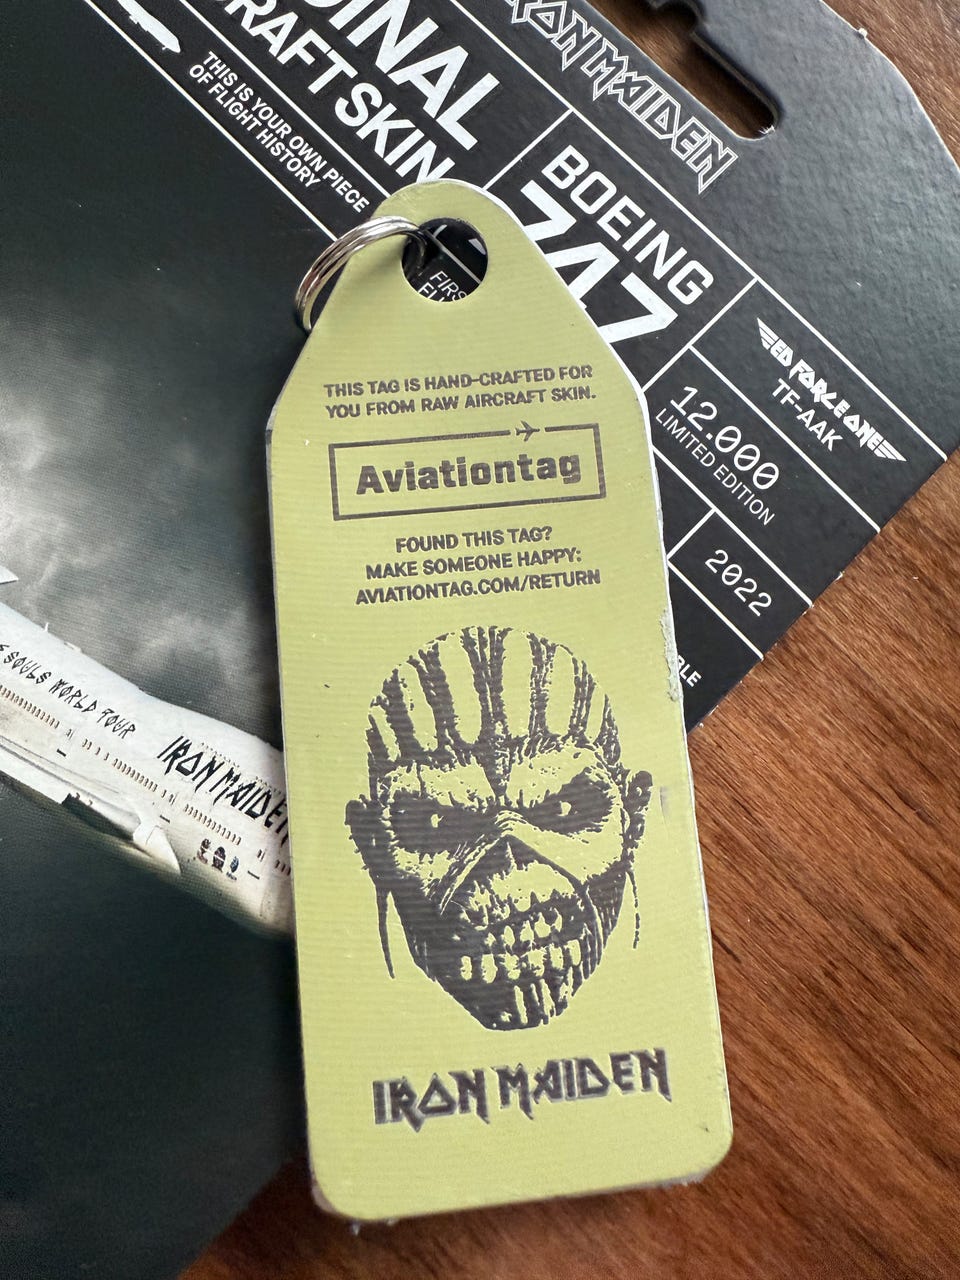 IRON MAIDEN
SKIN
THIS IS YOUR OWN PIECE
OF FLIGHT HISTORY
BOEING
747
ED FORCE ONE
TF-AAK
12.000
LIMITED EDITION
2022
THIS TAG IS HAND-CRAFTED FOR
YOU FROM RAW AIRCRAFT SKIN.
Aviationtag
FOUND THIS TAG?
MAKE SOMEONE HAPPY:
AVIATIONTAG.COM/RETURN
IRON MAIDEN
SOULS WORLD TOUR
IRON MAIDEN